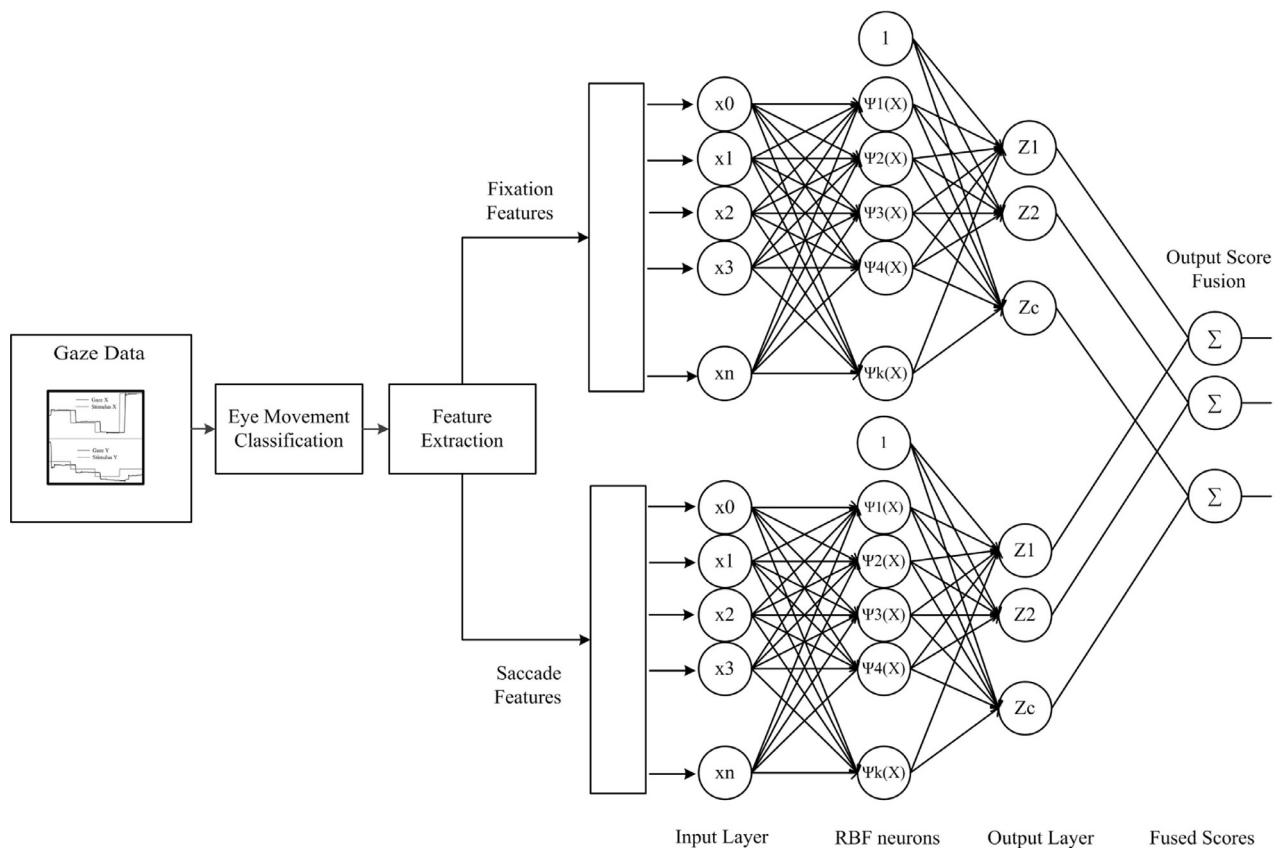 Gaze Data
Gaze X
Stimulus X
Gaze Y
Stimulus Y
Eye Movement
Classification
Feature
Extraction
Fixation
Features
x0
x1
x2
x3
xn
1
Ψ1(X)
Ψ2(X)
Ψ3(X)
Ψ4(X)
Ψk(X)
Z1
Z2
Zc
Saccade
Features
x0
x1
x2
x3
xn
1
Ψ1(X)
Ψ2(X)
Ψ3(X)
Ψ4(X)
Ψk(X)
Z1
Z2
Zc
Output Score
Fusion
Σ
Σ
Σ
Input Layer
RBF neurons
Output Layer
Fused Scores